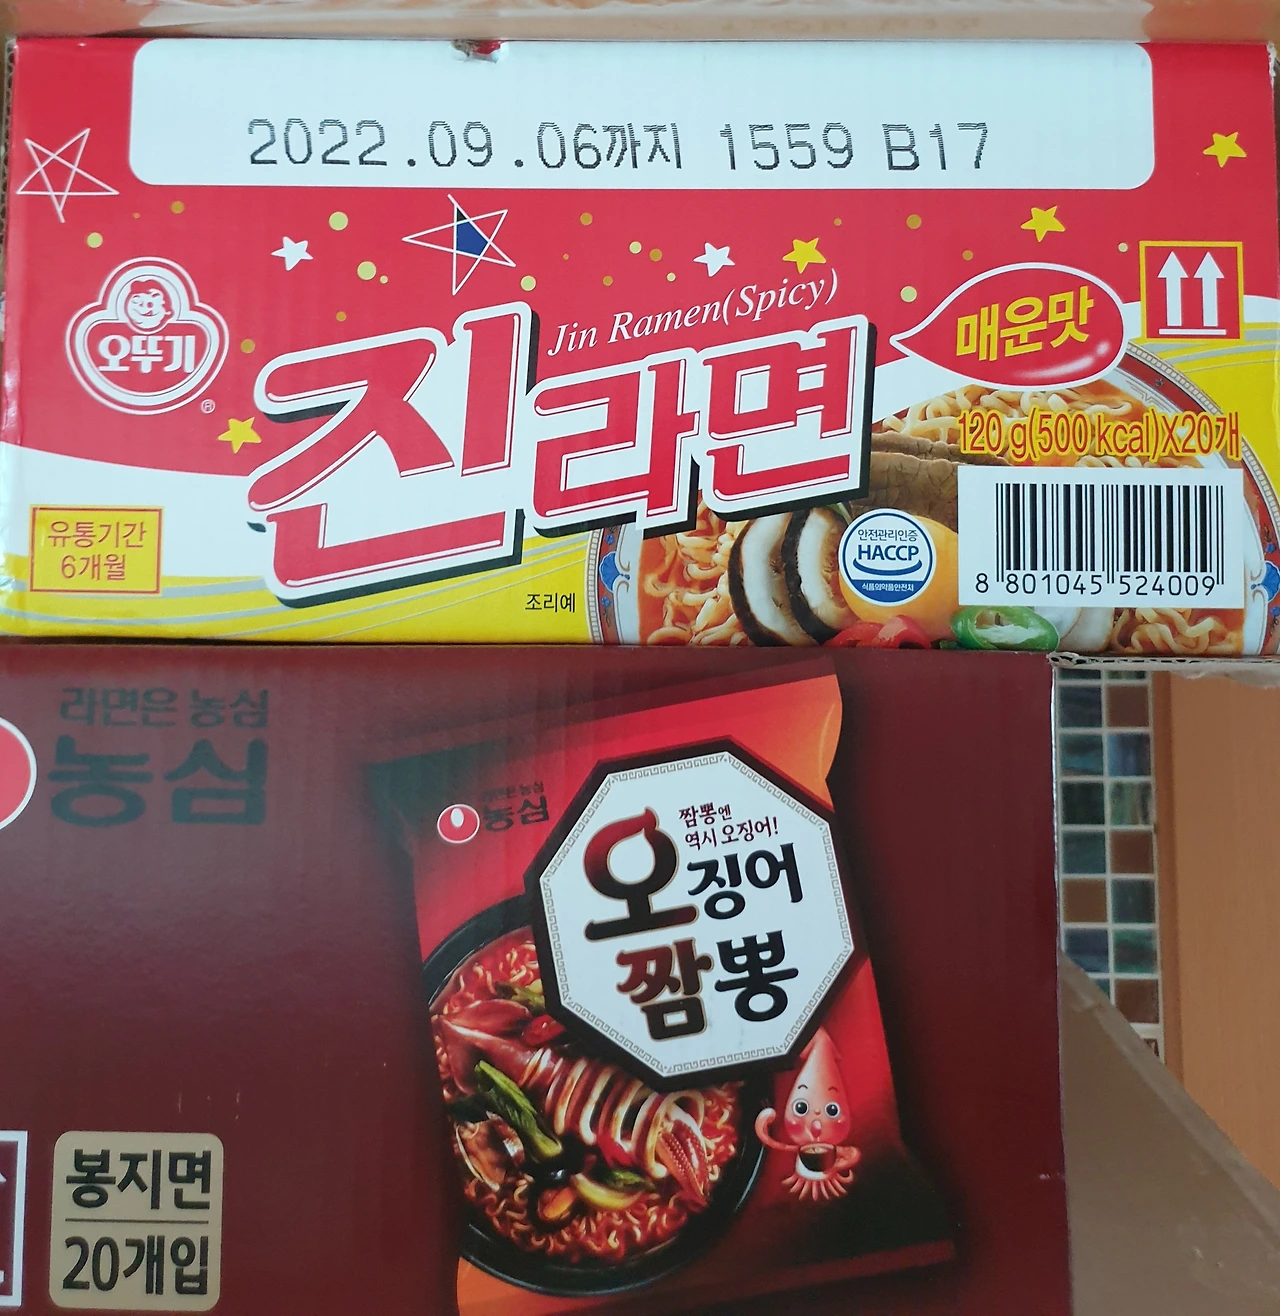 2022.09.06까지 1559 B17
Jin Ramen(Spicy)
매운맛
오뚜기
®
진라면
120 g(500 kcal)X20개
유통기간
6개월
안전관리인증
HACCP
식품의약품안전처
조리예
8 801045 524009
라면은 농심
농심
라면은 농심
농심
짬뽕엔
역시 오징어!
오징어
짬뽕
봉지면
20개입